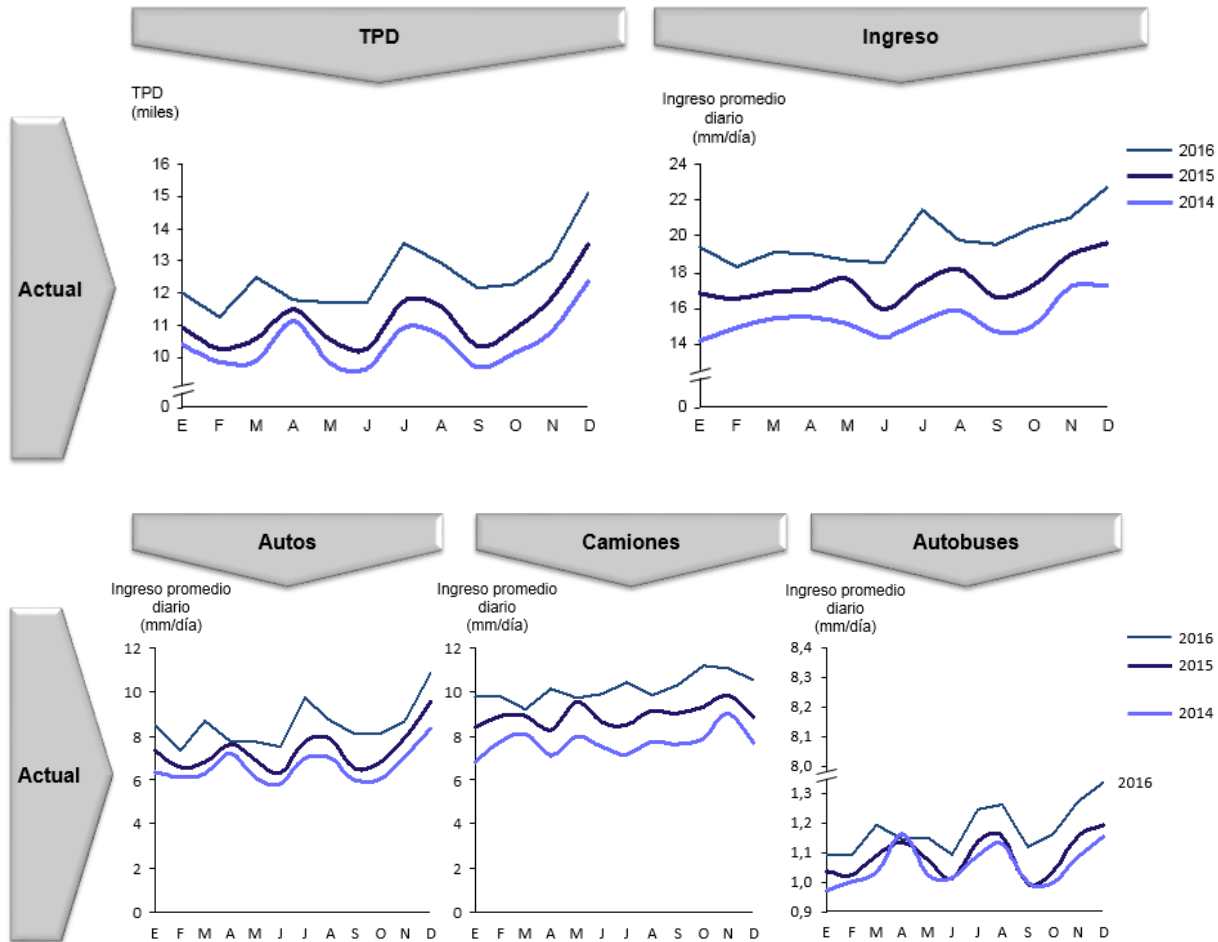 TPD
Ingreso
Actual
TPD
(miles)
16
15
14
13
12
11
10
0
E F M A M J J A S O N D
Ingreso promedio
diario
(mm/día)
24
22
20
18
16
14
0
E F M A M J J A S O N D
2016
2015
2014
Autos
Camiones
Autobuses
Actual
Ingreso promedio
diario
(mm/día)
12
10
8
6
4
2
0
E F M A M J J A S O N D
Ingreso promedio
diario
(mm/día)
12
10
8
6
4
2
0
E F M A M J J A S O N D
Ingreso promedio
diario
(mm/día)
8,4
8,3
8,2
8,1
8,0
1,3
1,2
1,1
1,0
0,9
E F M A M J J A S O N D
2016
2016
2015
2014